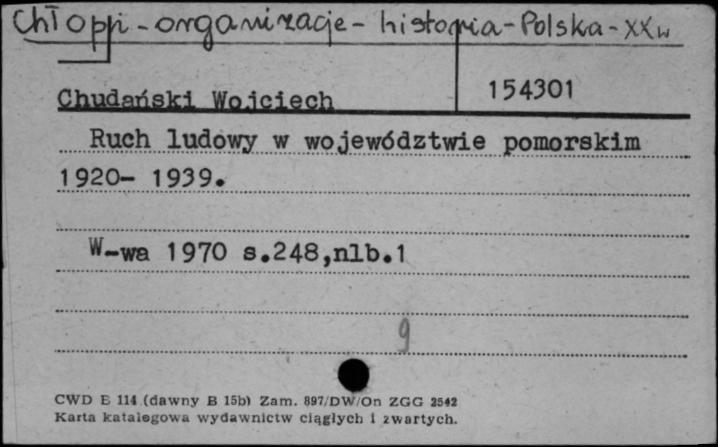 Chłopi - organizacje - historia - Polska - XX w
154301
Chudański Wojciech
Ruch ludowy w województwie pomorskim
1920- 1939.
W-wa 1970 s.248,nlb.1
9
CWD E 114 (dawny B 15b) Zam. 897/DW/On ZGG 2542
Karta katalogowa wydawnictw ciągłych i zwartych.